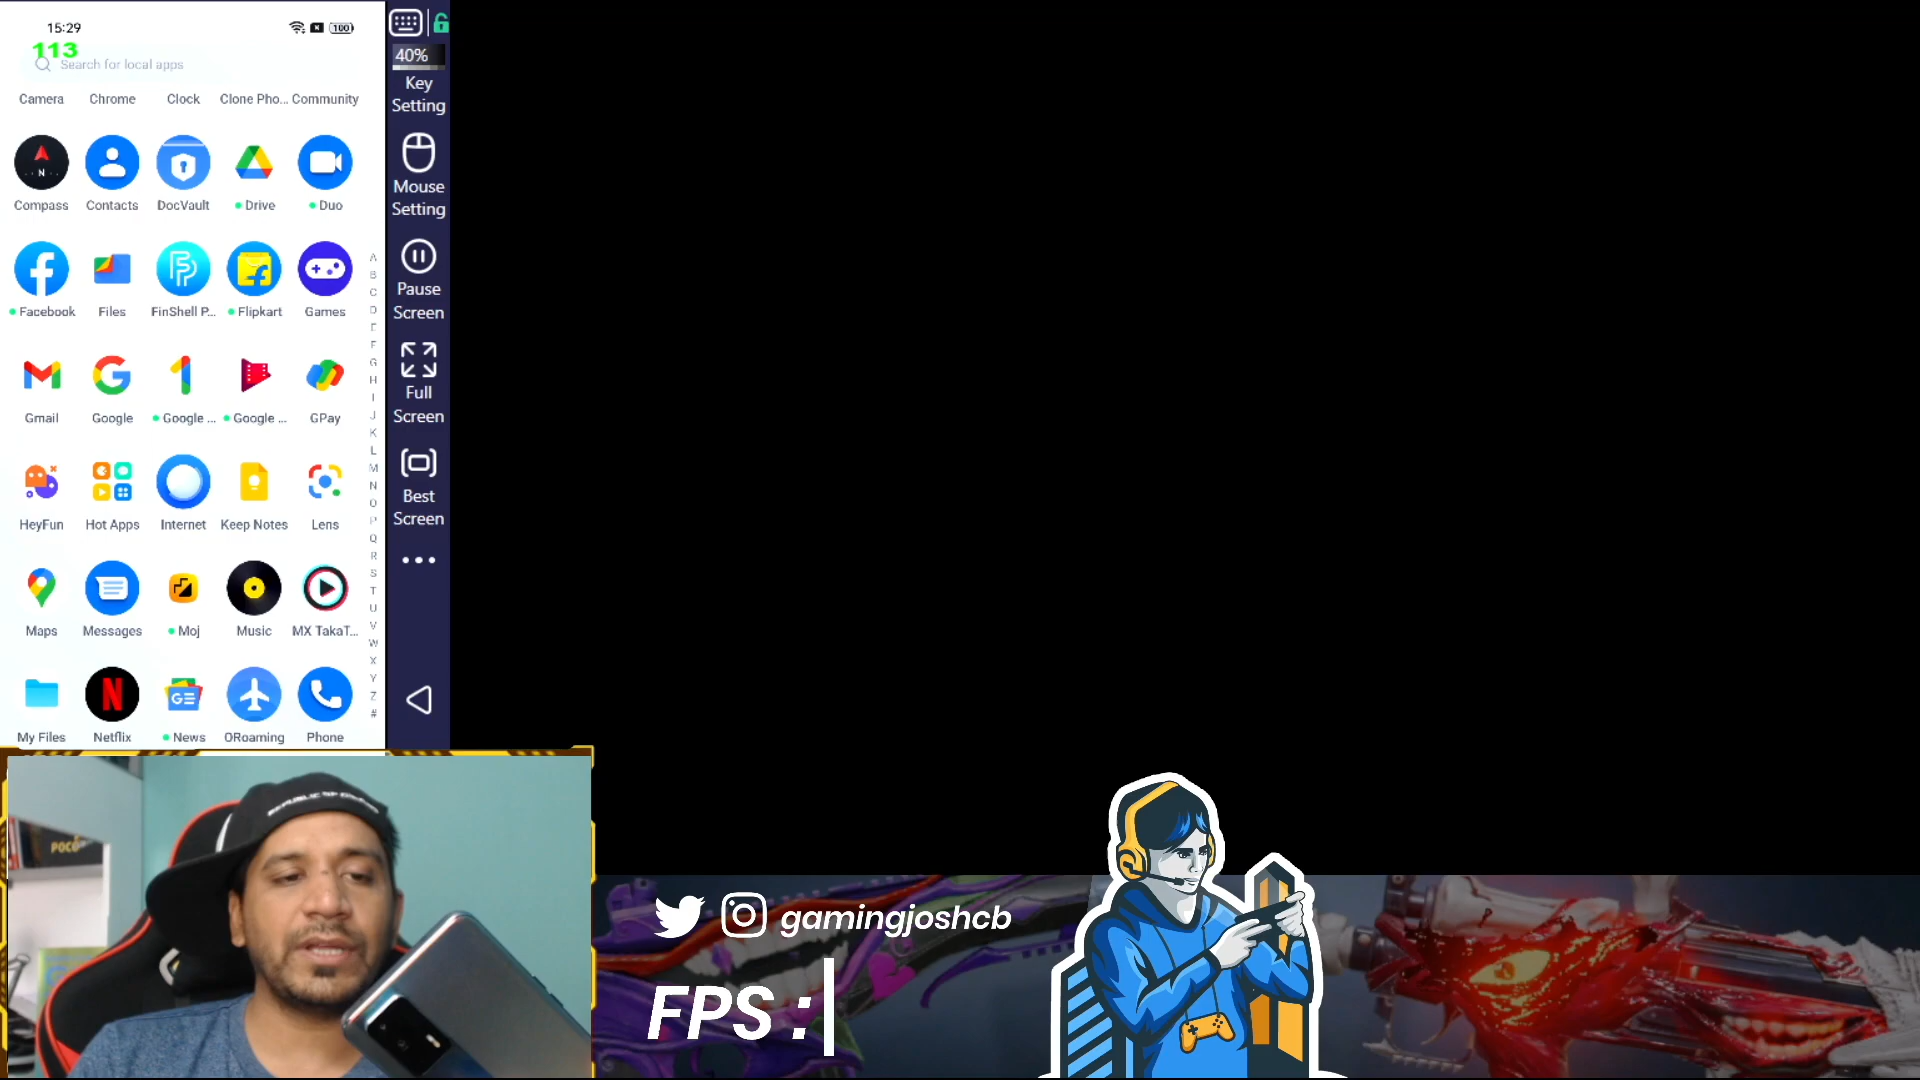 15:29
100
113
Search for local apps
Camera Chrome Clock Clone Pho... Community
Compass Contacts DocVault Drive Duo
Facebook Files FinShell P... Flipkart Games
Gmail Google Google ... Google ... GPay
HeyFun Hot Apps Internet Keep Notes Lens
Maps Messages Moj Music MX TakaT...
My Files Netflix News ORoaming Phone
A
B
C
D
E
F
G
H
I
J
K
L
M
N
O
P
Q
R
S
T
U
V
W
X
Y
Z
#
40%
Key
Setting
Mouse
Setting
Pause
Screen
Full
Screen
Best
Screen
POCO
gamingjoshcb
FPS :